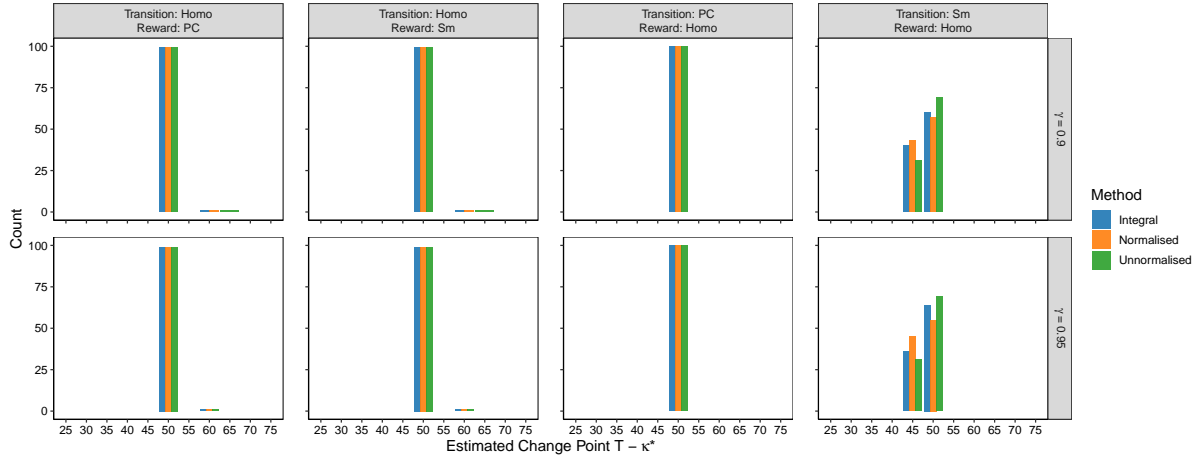 Transition: Homo
Reward: PC
Transition: Homo
Reward: Sm
Transition: PC
Reward: Homo
Transition: Sm
Reward: Homo
100
75
50
25
0
γ = 0.9
100
75
50
25
0
γ = 0.95
Count
25 30 35 40 45 50 55 60 65 70 75
25 30 35 40 45 50 55 60 65 70 75
25 30 35 40 45 50 55 60 65 70 75
25 30 35 40 45 50 55 60 65 70 75
Estimated Change Point T − κ*
Method
Integral
Normalised
Unnormalised